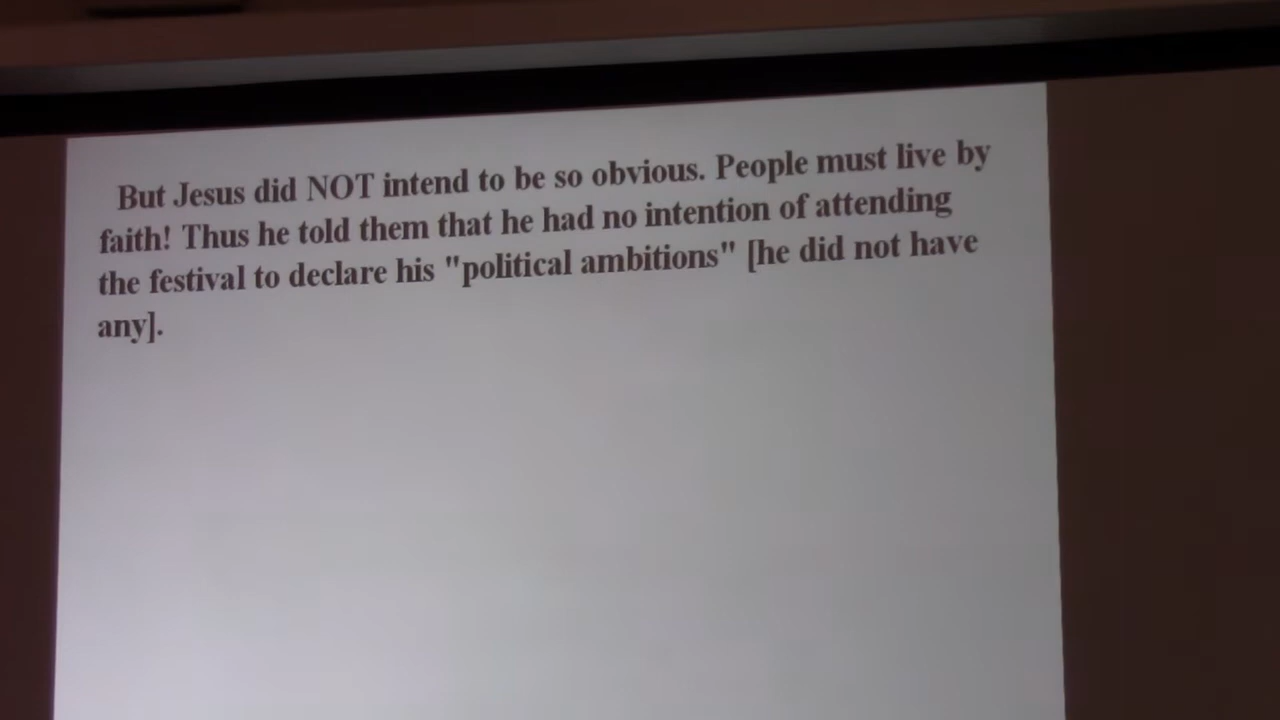 But Jesus did NOT intend to be so obvious. People must live by
faith! Thus he told them that he had no intention of attending
the festival to declare his "political ambitions" [he did not have
any].